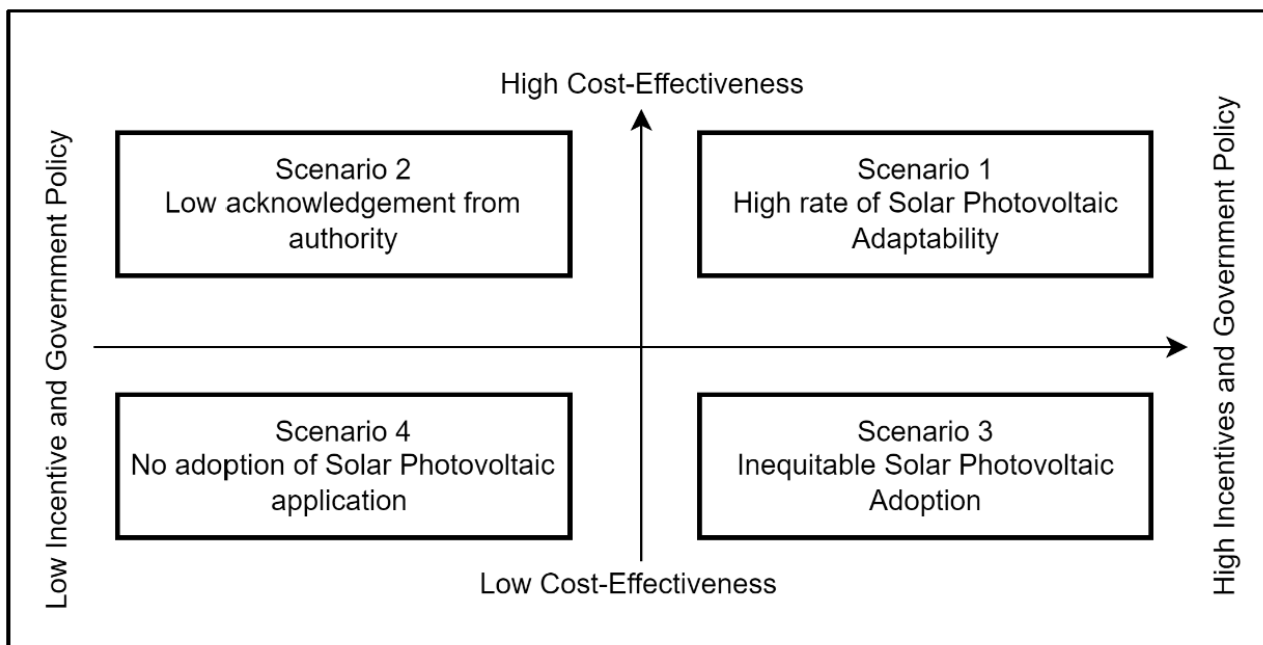 High Cost-Effectiveness
Low Incentive and Government Policy
Scenario 2
Low acknowledgement from
authority
Scenario 1
High rate of Solar Photovoltaic
Adaptability
High Incentives and Government Policy
Scenario 4
No adoption of Solar Photovoltaic
application
Scenario 3
Inequitable Solar Photovoltaic
Adoption
Low Cost-Effectiveness